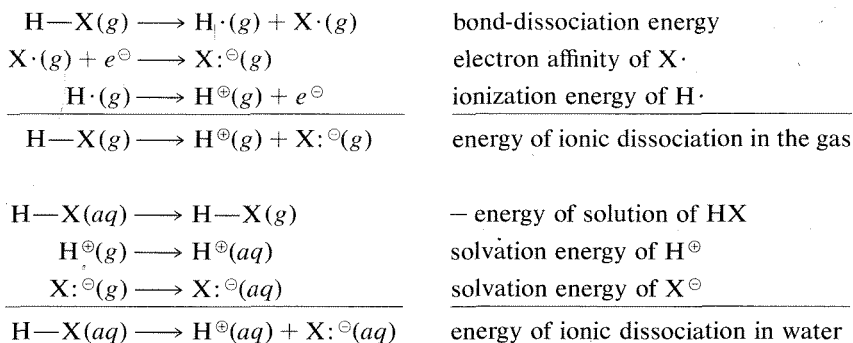 H—X(g) ⟶ H·(g) + X·(g) bond-dissociation energy
X·(g) + e⊖ ⟶ X:⊖(g) electron affinity of X·
H·(g) ⟶ H⊕(g) + e⊖ ionization energy of H·
H—X(g) ⟶ H⊕(g) + X:⊖(g) energy of ionic dissociation in the gas
H—X(aq) ⟶ H—X(g) − energy of solution of HX
H⊕(g) ⟶ H⊕(aq) solvation energy of H⊕
X:⊖(g) ⟶ X:⊖(aq) solvation energy of X⊖
H—X(aq) ⟶ H⊕(aq) + X:⊖(aq) energy of ionic dissociation in water